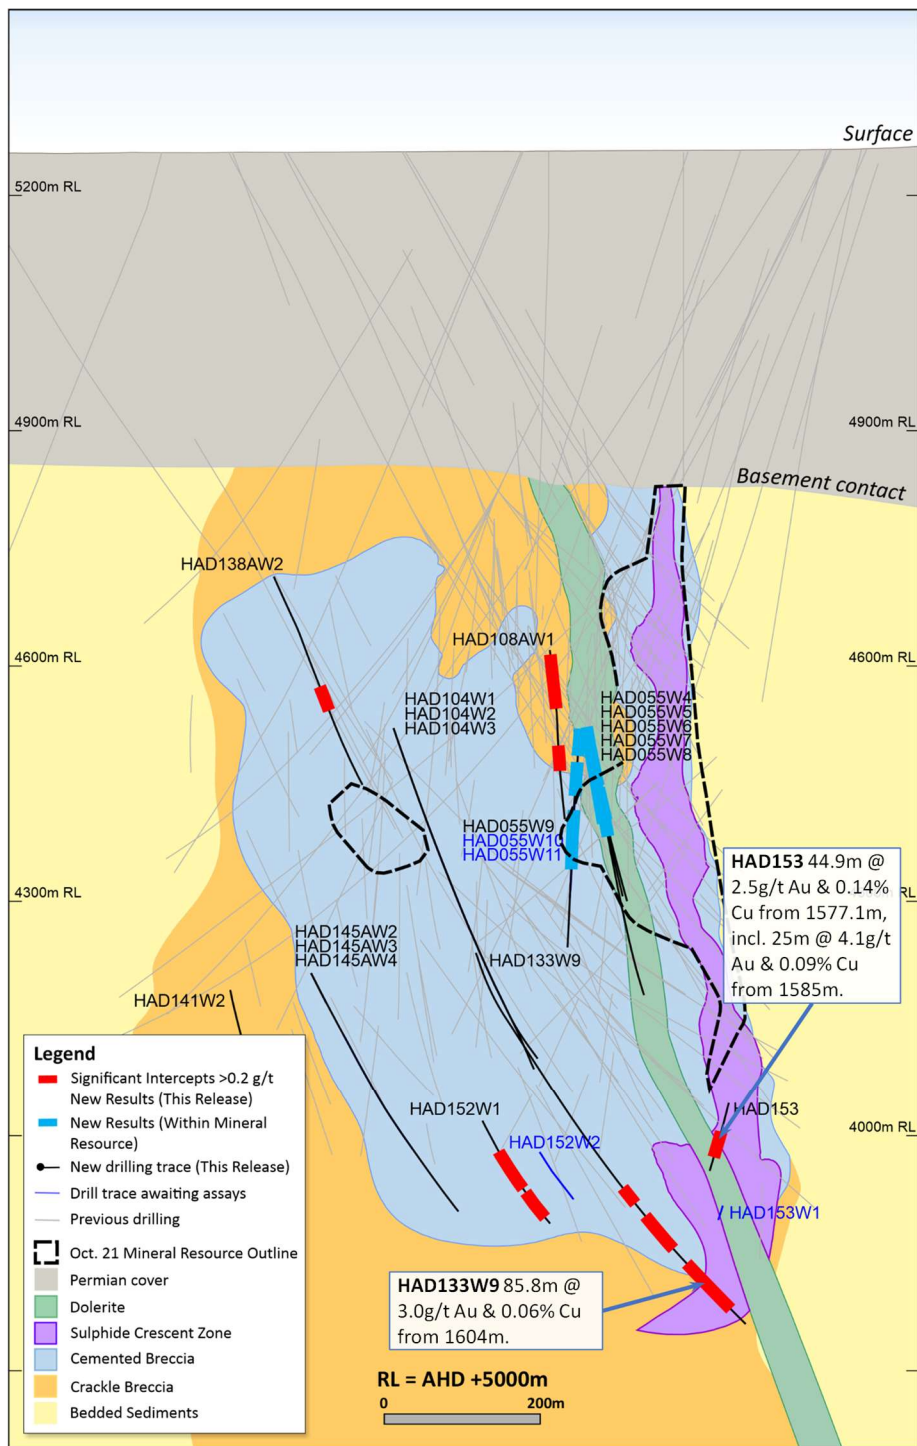 Surface
5200m RL
4900m RL
4900m RL
Basement contact
HAD138AW2
4600m RL
HAD108AW1
4600m RL
HAD104W1
HAD104W2
HAD104W3
HAD055W4
HAD055W5
HAD055W6
HAD055W7
HAD055W8
HAD055W9
HAD055W10
HAD055W11
HAD153 44.9m @
2.5g/t Au & 0.14%
Cu from 1577.1m,
incl. 25m @ 4.1g/t
Au & 0.09% Cu
from 1585m.
4300m RL
HAD145AW2
HAD145AW3
HAD145AW4
HAD133W9
HAD141W2
Legend
Significant Intercepts >0.2 g/t
New Results (This Release)
New Results (Within Mineral
Resource)
New drilling trace (This Release)
Drill trace awaiting assays
Previous drilling
Oct. 21 Mineral Resource Outline
Permian cover
Dolerite
Sulphide Crescent Zone
Cemented Breccia
Crackle Breccia
Bedded Sediments
HAD152W1
HAD152W2
HAD153
4000m RL
HAD153W1
HAD133W9 85.8m @
3.0g/t Au & 0.06% Cu
from 1604m.
RL = AHD +5000m
0
200m